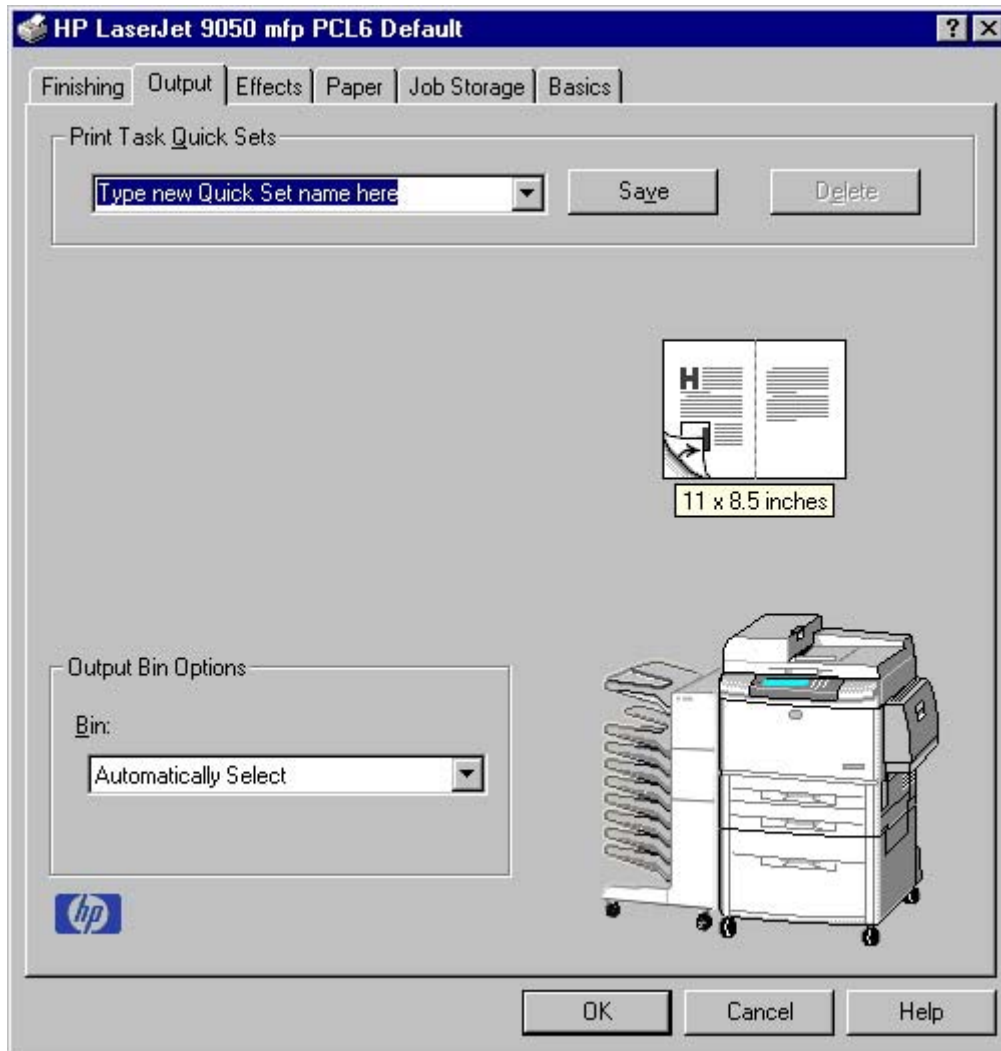 HP LaserJet 9050 mfp PCL6 Default
Finishing Output Effects Paper Job Storage Basics
Print Task Quick Sets
Type new Quick Set name here Save Delete
H
11 x 8.5 inches
Output Bin Options
Bin:
Automatically Select
hp
OK Cancel Help